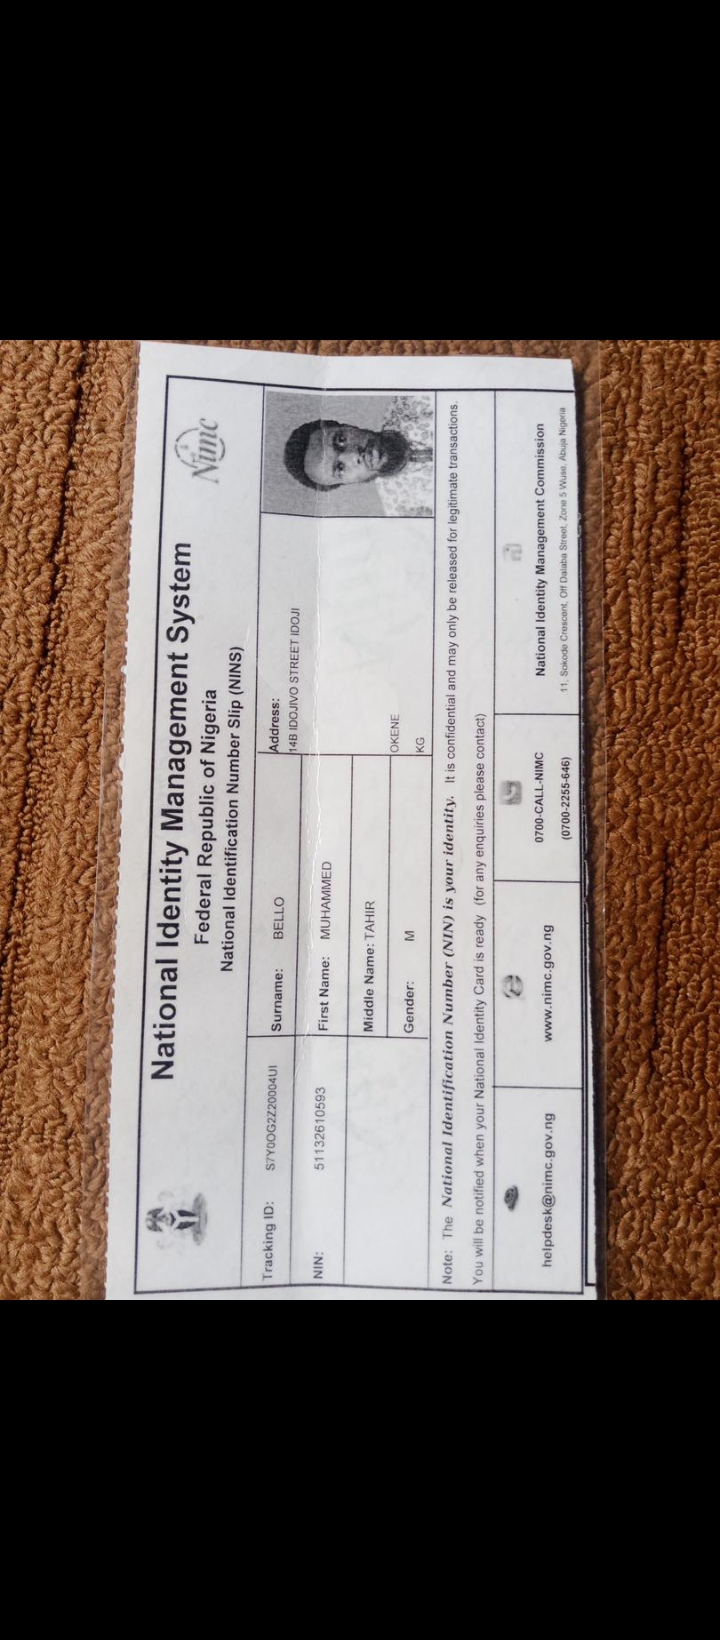 National Identity Management System
Federal Republic of Nigeria
National Identification Number Slip (NINS)
Nimc
Tracking ID: S7Y0OG2Z20004UI
NIN: 51132610593
Surname: BELLO
First Name: MUHAMMED
Middle Name: TAHIR
Gender: M
Address:
14B IDOJIVO STREET IDOJI
OKENE
KG
Note: The National Identification Number (NIN) is your identity. It is confidential and may only be released for legitimate transactions.
You will be notified when your National Identity Card is ready (for any enquiries please contact)
helpdesk@nimc.gov.ng
www.nimc.gov.ng
0700-CALL-NIMC
(0700-2255-646)
National Identity Management Commission
11, Sokode Crescent, Off Dalaba Street, Zone 5 Wuse, Abuja Nigeria